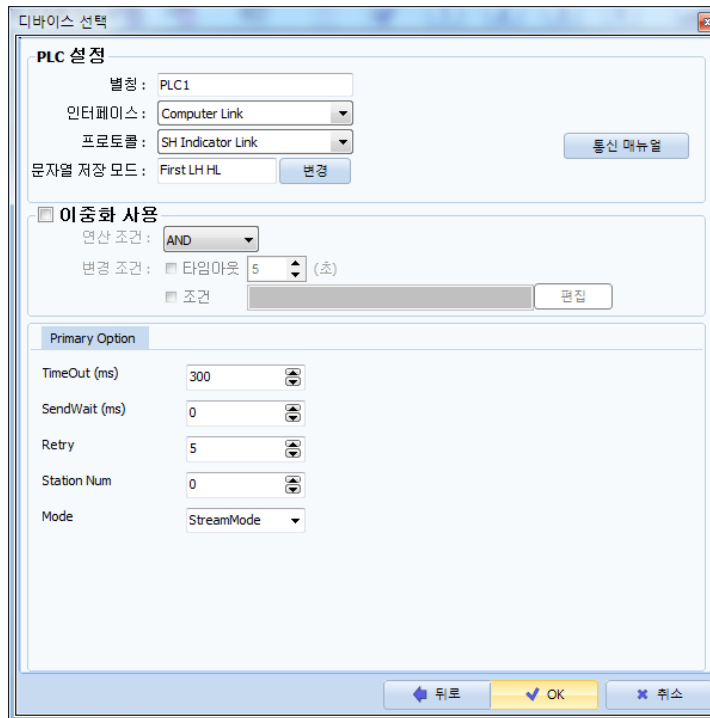 디바이스 선택
PLC 설정
별칭 : PLC1
인터페이스 : Computer Link
프로토콜 : SH Indicator Link 통신 매뉴얼
문자열 저장 모드 : First LH HL 변경
이중화 사용
연산 조건 : AND
변경 조건 : 타임아웃 5 (초)
조건 편집
Primary Option
TimeOut (ms) 300
SendWait (ms) 0
Retry 5
Station Num 0
Mode StreamMode
뒤로 OK 취소